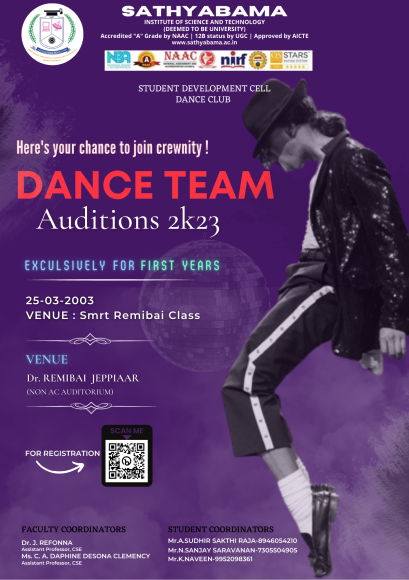 SATHYABAMA
INSTITUTE OF SCIENCE AND TECHNOLOGY
(DEEMED TO BE UNIVERSITY)
Accredited "A" Grade by NAAC | 12B status by UGC | Approved by AICTE
www.sathyabama.ac.in
NBA NAAC nirf STARS
STUDENT DEVELOPMENT CELL
DANCE CLUB
Here's your chance to join crewnity !
DANCE TEAM
Auditions 2k23
EXCULSIVELY FOR FIRST YEARS
25-03-2003
VENUE : Smrt Remibai Class
VENUE
Dr. REMIBAI JEPPIAAR
(NON AC AUDITORIUM)
SCAN ME
FOR REGISTRATION
FACULTY COORDINATORS
Dr. J. REFONNA
Assistant Professor, CSE
Ms. C. A. DAPHINE DESONA CLEMENCY
Assistant Professor, CSE
STUDENT COORDINATORS
Mr.A.SUDHIR SAKTHI RAJA-8946054210
Mr.N.SANJAY SARAVANAN-7305504905
Mr.K.NAVEEN-9952098361